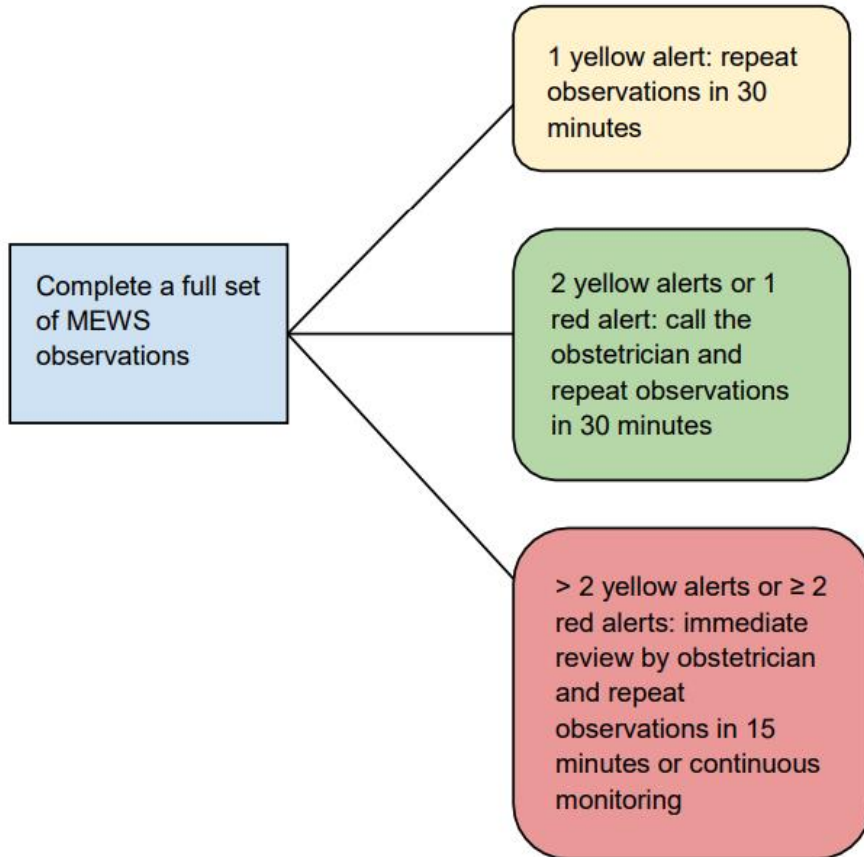 1 yellow alert: repeat
observations in 30
minutes
Complete a full set
of MEWS
observations
2 yellow alerts or 1
red alert: call the
obstetrician and
repeat observations
in 30 minutes
> 2 yellow alerts or ≥ 2
red alerts: immediate
review by obstetrician
and repeat
observations in 15
minutes or continuous
monitoring